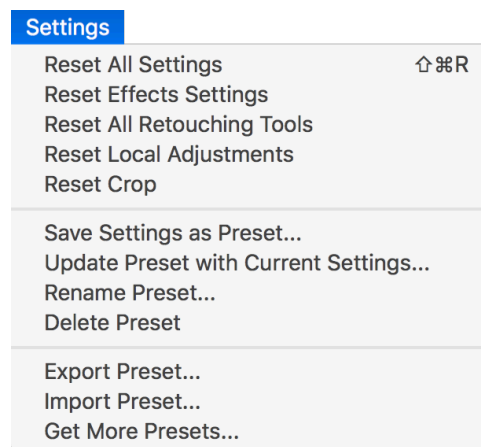 Settings
Reset All Settings ⇧⌘R
Reset Effects Settings
Reset All Retouching Tools
Reset Local Adjustments
Reset Crop
Save Settings as Preset...
Update Preset with Current Settings...
Rename Preset...
Delete Preset
Export Preset...
Import Preset...
Get More Presets...